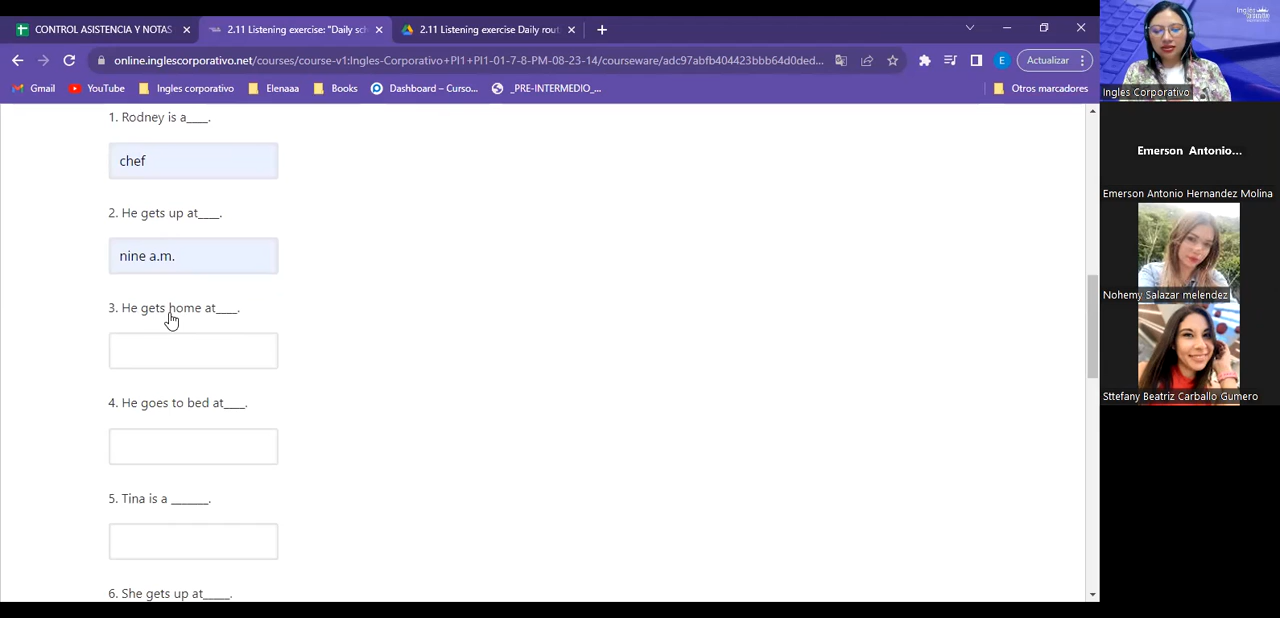 CONTROL ASISTENCIA Y NOTAS
2.11 Listening exercise: "Daily sc
2.11 Listening exercise Daily rout
online.inglescorporativo.net/courses/course-v1:Ingles-Corporativo+PI1+PI1-01-7-8-PM-08-23-14/courseware/adc97abfb404423bbb64d0ded...
E
Actualizar
Gmail
YouTube
Ingles corporativo
Elenaaa
Books
Dashboard – Curso...
_PRE-INTERMEDIO_...
Otros marcadores
1. Rodney is a____.
chef
2. He gets up at____.
nine a.m.
3. He gets home at____.
4. He goes to bed at____.
5. Tina is a ______.
6. She gets up at_____.
Ingles Corporativo
Emerson Antonio...
Emerson Antonio Hernandez Molina
Nohemy Salazar melendez
Sttefany Beatriz Carballo Gumero